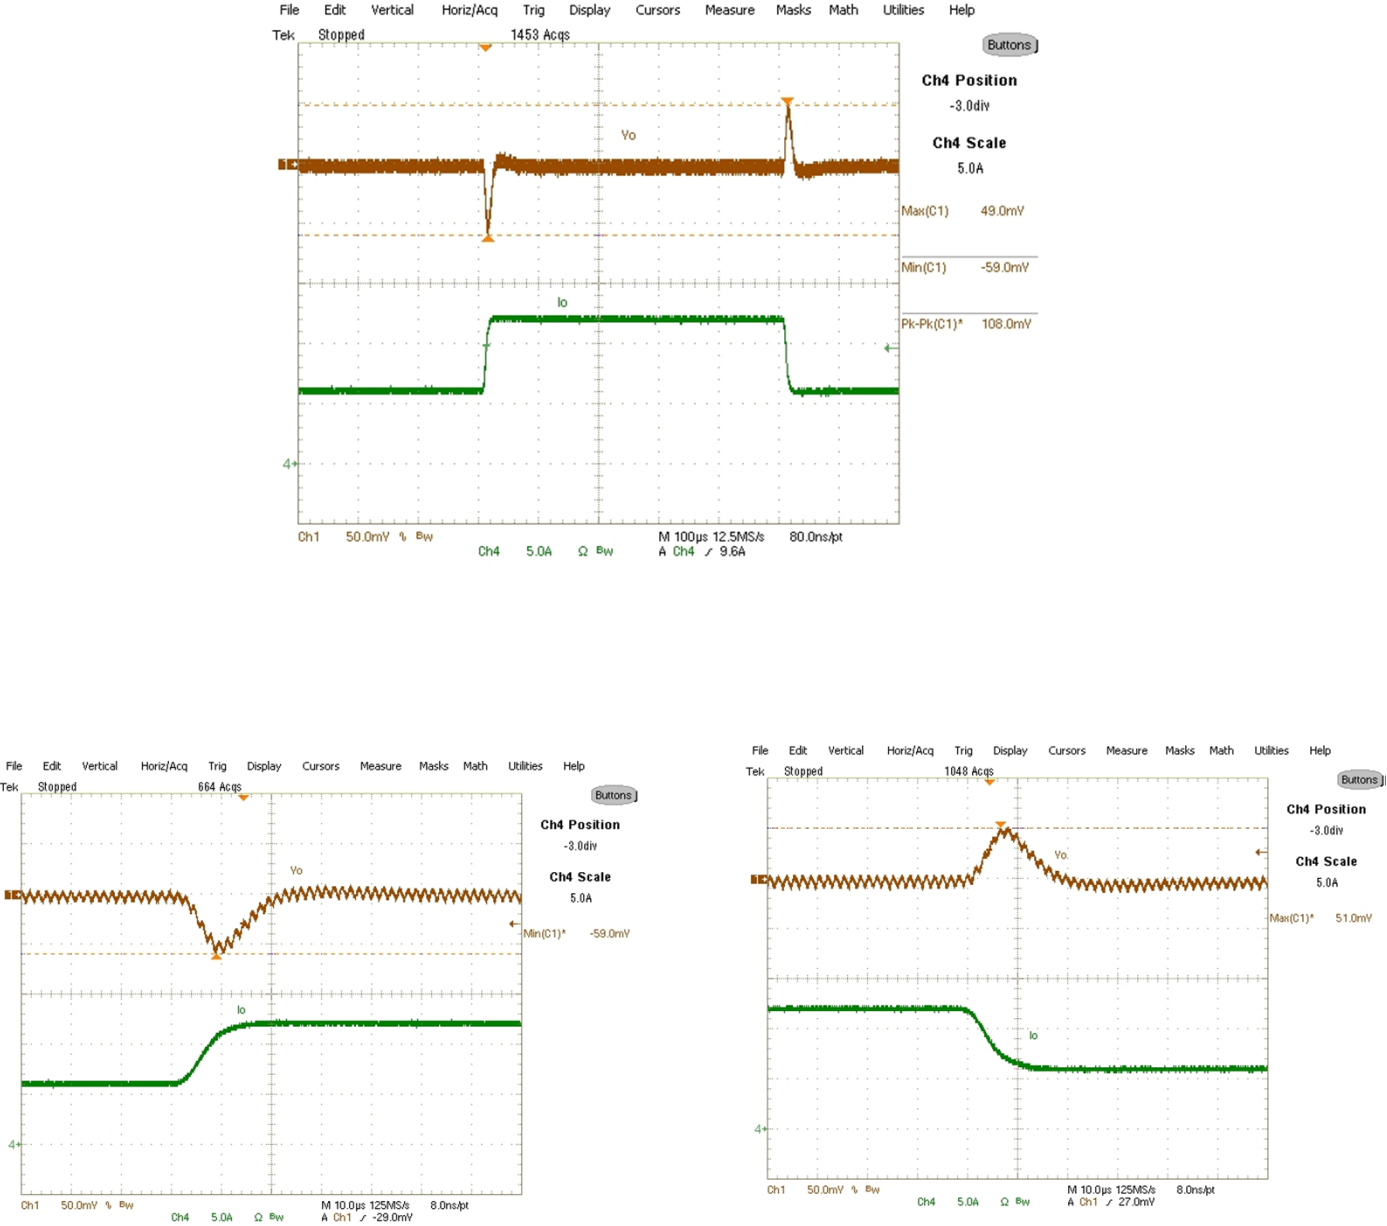 File Edit Vertical Horiz/Acq Trig Display Cursors Measure Masks Math Utilities Help
Tek Stopped 1453 Acqs
Buttons
Ch4 Position
-3.0div
Ch4 Scale
5.0A
Vo
1
Max(C1) 49.0mV
Min(C1) -59.0mV
Io
Pk-Pk(C1)* 108.0mV
4
Ch1 50.0mV % Bw M 100µs 12.5MS/s 80.0ns/pt
Ch4 5.0A Ω Bw A Ch4 ∕ 9.6A
File Edit Vertical Horiz/Acq Trig Display Cursors Measure Masks Math Utilities Help
Tek Stopped 664 Acqs
Buttons
Ch4 Position
-3.0div
Ch4 Scale
5.0A
Vo
Min(C1)* -59.0mV
Io
4
Ch1 50.0mV % Bw M 10.0µs 125MS/s 8.0ns/pt
Ch4 5.0A Ω Bw A Ch1 ∕ -29.0mV
File Edit Vertical Horiz/Acq Trig Display Cursors Measure Masks Math Utilities Help
Tek Stopped 1048 Acqs
Buttons
Ch4 Position
-3.0div
Ch4 Scale
5.0A
Vo
Max(C1)* 51.0mV
Io
4
Ch1 50.0mV % Bw M 10.0µs 125MS/s 8.0ns/pt
Ch4 5.0A Ω Bw A Ch1 ∕ 27.0mV